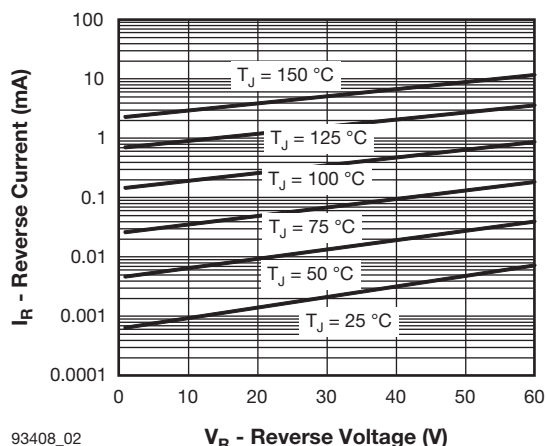 100
10
1
0.1
0.01
0.001
0.0001
I_R - Reverse Current (mA)
T_J = 150 °C
T_J = 125 °C
T_J = 100 °C
T_J = 75 °C
T_J = 50 °C
T_J = 25 °C
0 10 20 30 40 50 60
93408_02
V_R - Reverse Voltage (V)